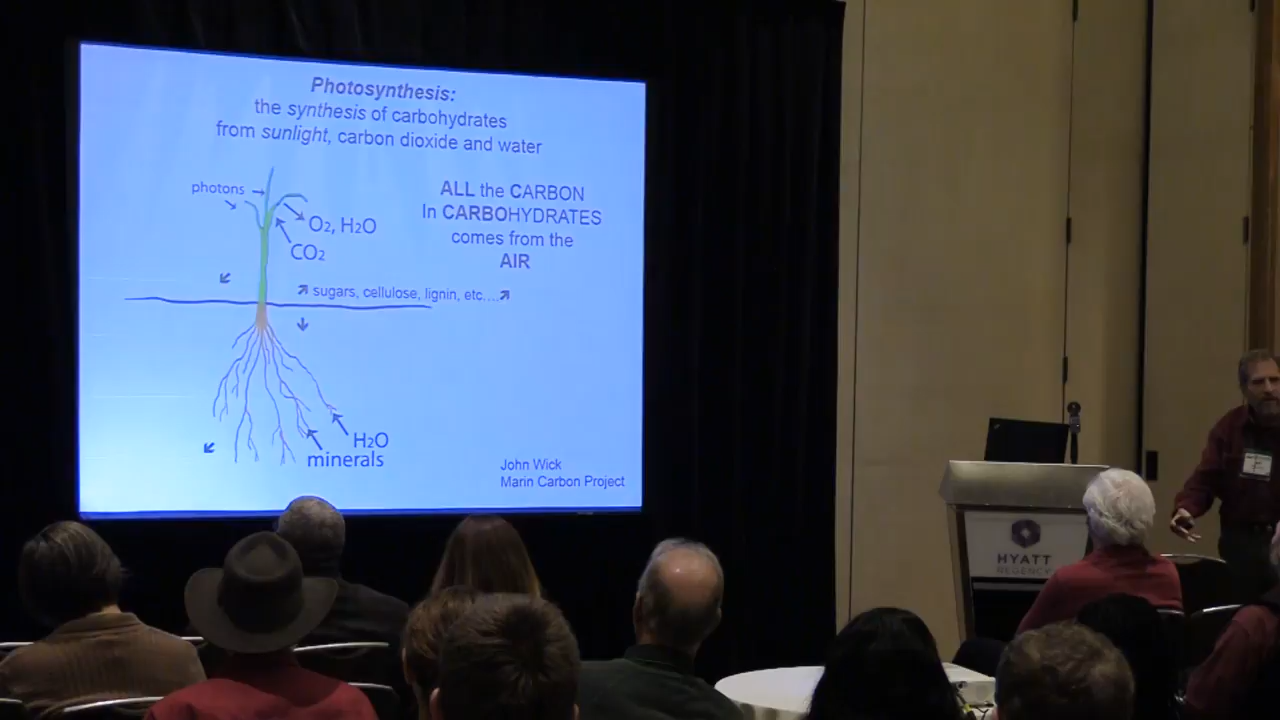 Photosynthesis:
the synthesis of carbohydrates
from sunlight, carbon dioxide and water
photons
O2, H2O
CO2
ALL the CARBON
In CARBOHYDRATES
comes from the
AIR
sugars, cellulose, lignin, etc....
H2O
minerals
John Wick
Marin Carbon Project
HYATT
REGENCY